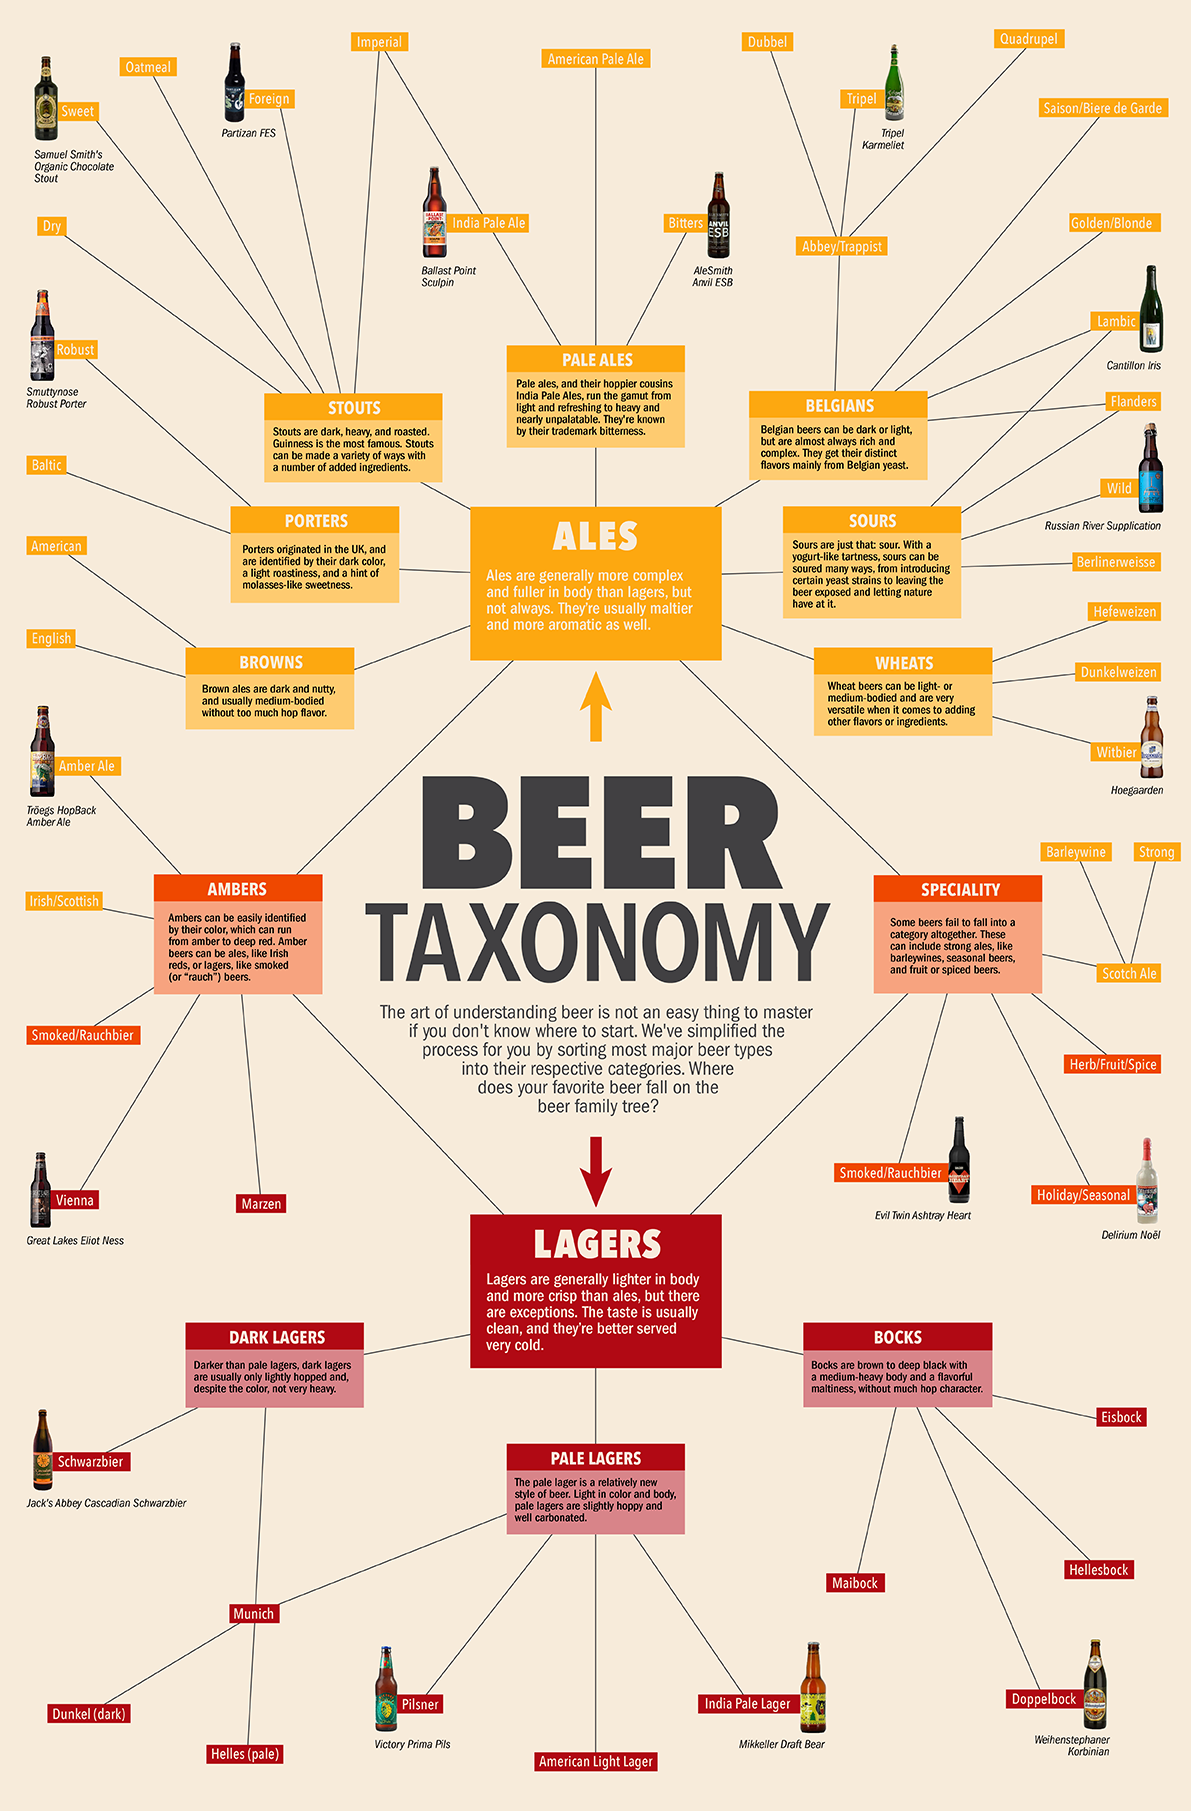 Imperial
Quadrupel
Dubbel
American Pale Ale
Oatmeal
Foreign
Tripel
Sweet
Saison/Biere de Garde
Partizan FES
Tripel
Karmeliet
Samuel Smith's
Organic Chocolate
Stout
Dry
India Pale Ale
Bitters
BALLAST
POINT
ANVIL
ESB
Golden/Blonde
Abbey/Trappist
Ballast Point
Sculpin
AleSmith
Anvil ESB
Lambic
Robust
Cantillon Iris
Smuttynose
Robust Porter
PALE ALES
Pale ales, and their hoppier cousins
India Pale Ales, run the gamut from
light and refreshing to heavy and
nearly unpalatable. They're known
by their trademark bitterness.
STOUTS
Stouts are dark, heavy, and roasted.
Guinness is the most famous. Stouts
can be made a variety of ways with
a number of added ingredients.
BELGIANS
Belgian beers can be dark or light,
but are almost always rich and
complex. They get their distinct
flavors mainly from Belgian yeast.
Flanders
Baltic
Wild
Russian River Supplication
PORTERS
Porters originated in the UK, and
are identified by their dark color,
a light roastiness, and a hint of
molasses-like sweetness.
ALES
Ales are generally more complex
and fuller in body than lagers, but
not always. They're usually maltier
and more aromatic as well.
SOURS
Sours are just that: sour. With a
yogurt-like tartness, sours can be
soured many ways, from introducing
certain yeast strains to leaving the
beer exposed and letting nature
have at it.
American
Berlinerweisse
Hefeweizen
English
BROWNS
Brown ales are dark and nutty,
and usually medium-bodied
without too much hop flavor.
WHEATS
Wheat beers can be light- or
medium-bodied and are very
versatile when it comes to adding
other flavors or ingredients.
Dunkelweizen
Witbier
Hoegaarden
Amber Ale
Tröegs HopBack
Amber Ale
BEER
TAXONOMY
The art of understanding beer is not an easy thing to master
if you don't know where to start. We've simplified the
process for you by sorting most major beer types
into their respective categories. Where
does your favorite beer fall on the
beer family tree?
Barleywine
Strong
AMBERS
Ambers can be easily identified
by their color, which can run
from amber to deep red. Amber
beers can be ales, like Irish
reds, or lagers, like smoked
(or “rauch”) beers.
SPECIALITY
Some beers fail to fall into a
category altogether. These
can include strong ales, like
barleywines, seasonal beers,
and fruit or spiced beers.
Irish/Scottish
Scotch Ale
Smoked/Rauchbier
Herb/Fruit/Spice
Vienna
Marzen
Great Lakes Eliot Ness
Smoked/Rauchbier
Evil Twin Ashtray Heart
Holiday/Seasonal
Delirium Noël
LAGERS
Lagers are generally lighter in body
and more crisp than ales, but there
are exceptions. The taste is usually
clean, and they're better served
very cold.
DARK LAGERS
Darker than pale lagers, dark lagers
are usually only lightly hopped and,
despite the color, not very heavy.
BOCKS
Bocks are brown to deep black with
a medium-heavy body and a flavorful
maltiness, without much hop character.
Eisbock
Schwarzbier
Jack's Abbey Cascadian Schwarzbier
PALE LAGERS
The pale lager is a relatively new
style of beer. Light in color and body,
pale lagers are slightly hoppy and
well carbonated.
Hellesbock
Maibock
Munich
Dunkel (dark)
Helles (pale)
Pilsner
Victory Prima Pils
American Light Lager
India Pale Lager
Mikkeller Draft Bear
Doppelbock
Weihenstephaner
Korbinian